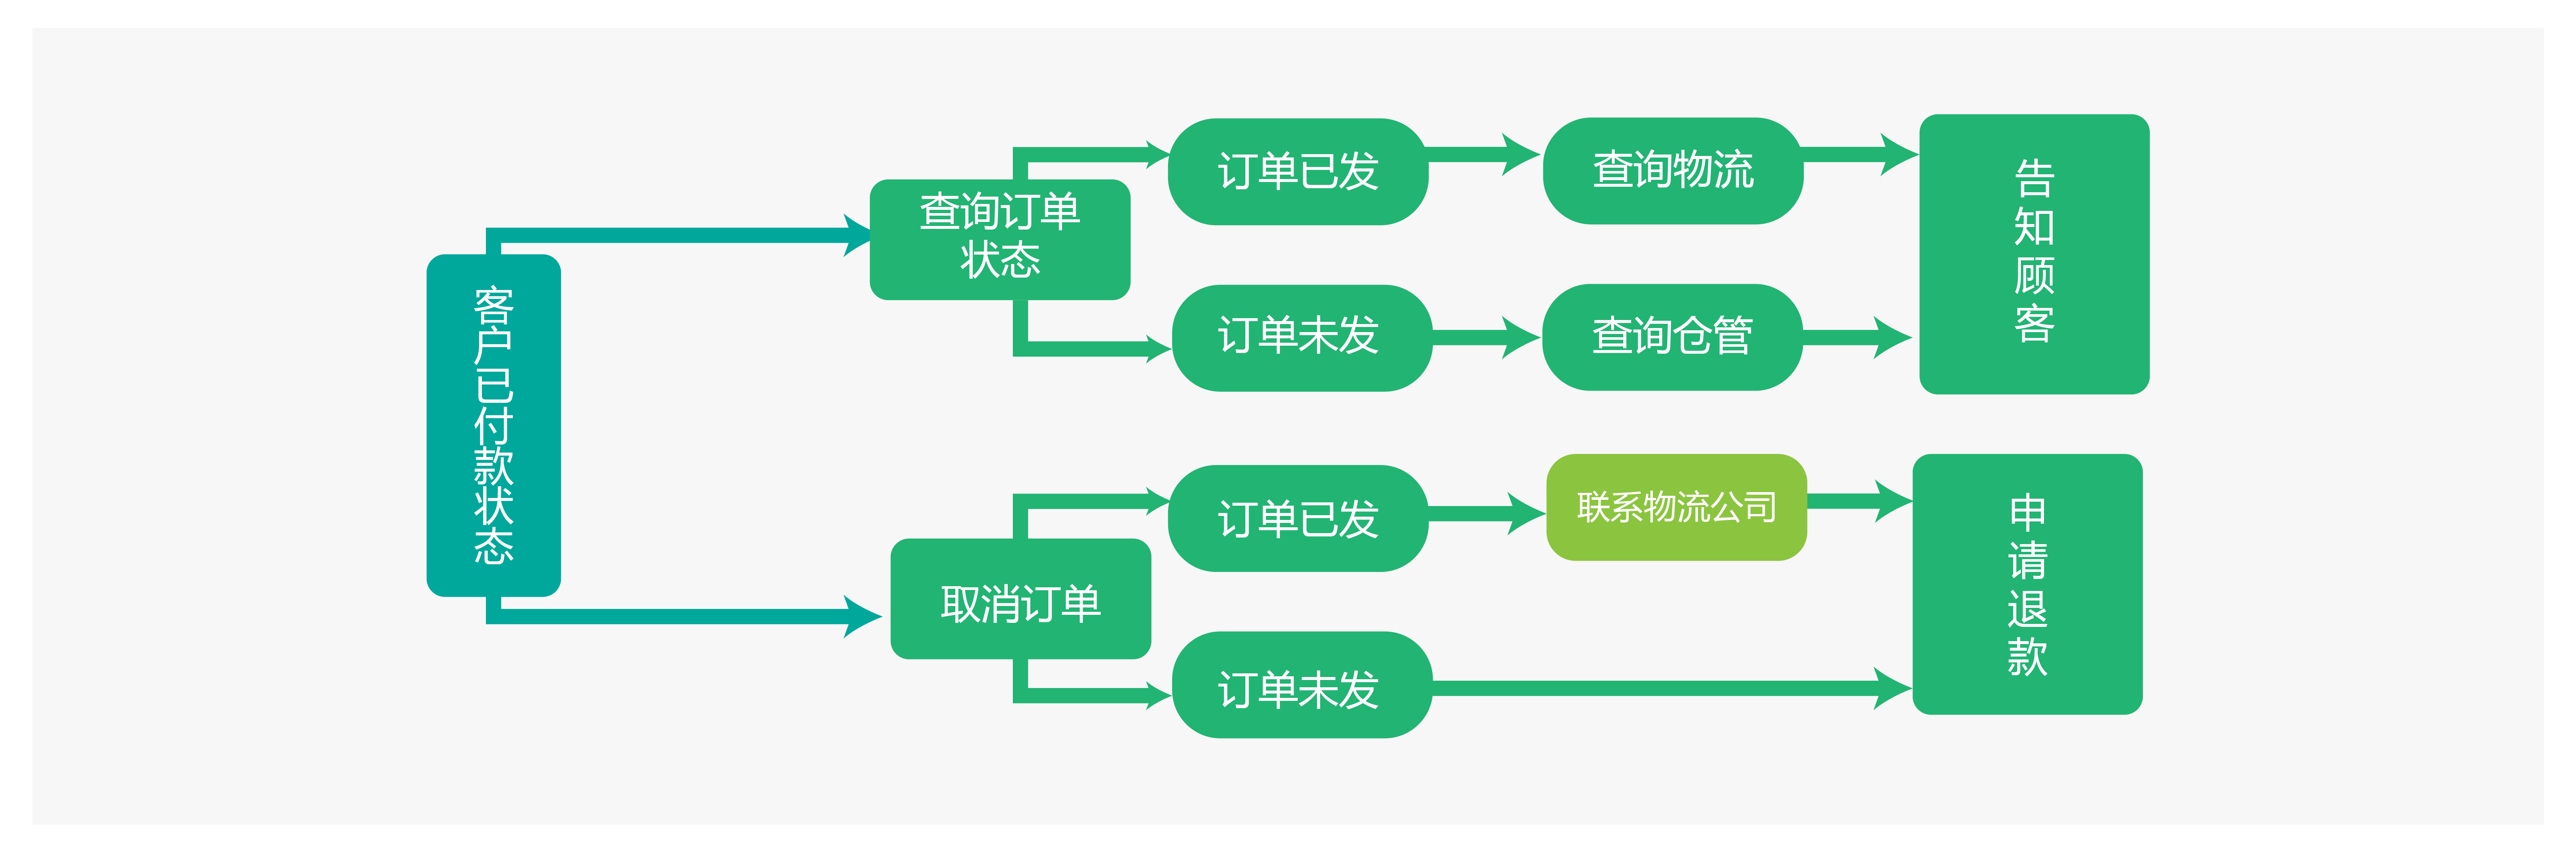 客户已付款状态
查询订单
状态
订单已发
查询物流
订单未发
查询仓管
告知顾客
取消订单
订单已发
联系物流公司
订单未发
申请退款